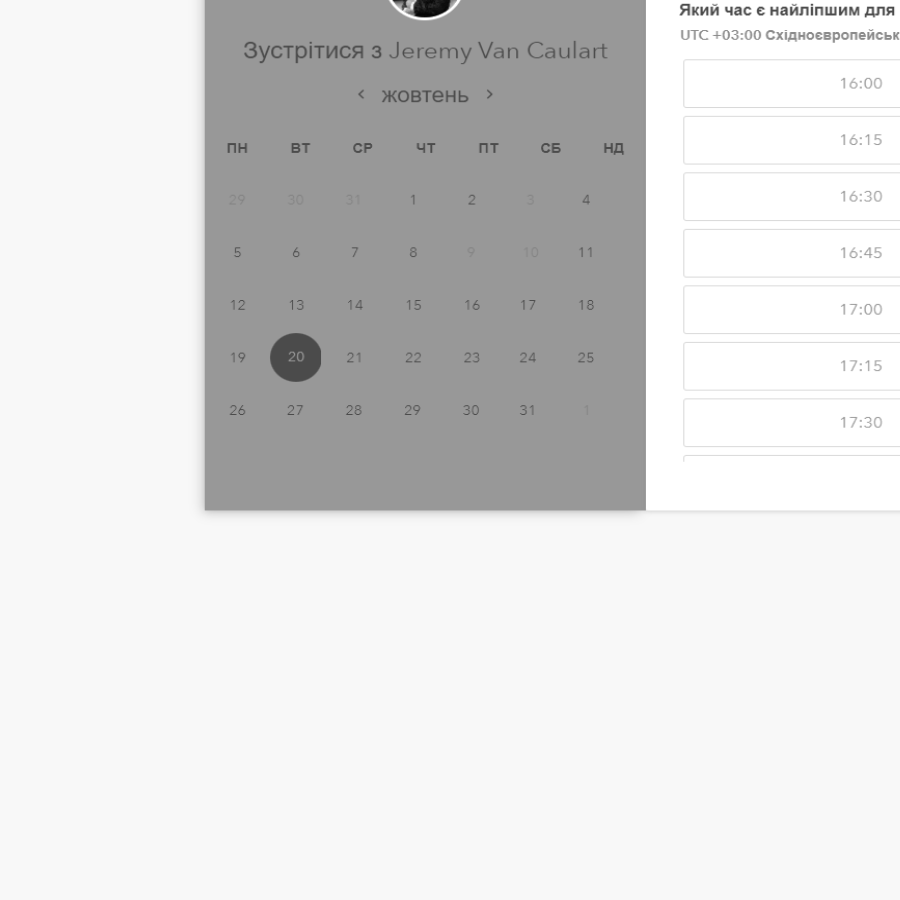 Зустрітися з Jeremy Van Caulart
жовтень
ПН ВТ СР ЧТ ПТ СБ НД
29 30 31 1 2 3 4
5 6 7 8 9 10 11
12 13 14 15 16 17 18
19 20 21 22 23 24 25
26 27 28 29 30 31 1
Який час є найліпшим для
UTC +03:00 Східноєвропейськ
16:00
16:15
16:30
16:45
17:00
17:15
17:30